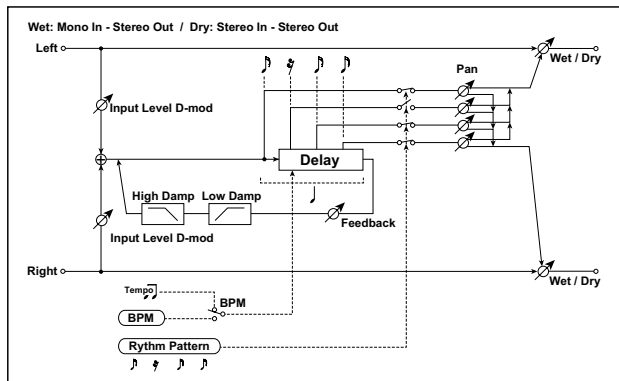 Wet: Mono In - Stereo Out / Dry: Stereo In - Stereo Out
Left
Wet / Dry
Pan
Input Level D-mod
Delay
High Damp
Low Damp
Feedback
Input Level D-mod
Right
Wet / Dry
Tempo
BPM
BPM
Rythm Pattern